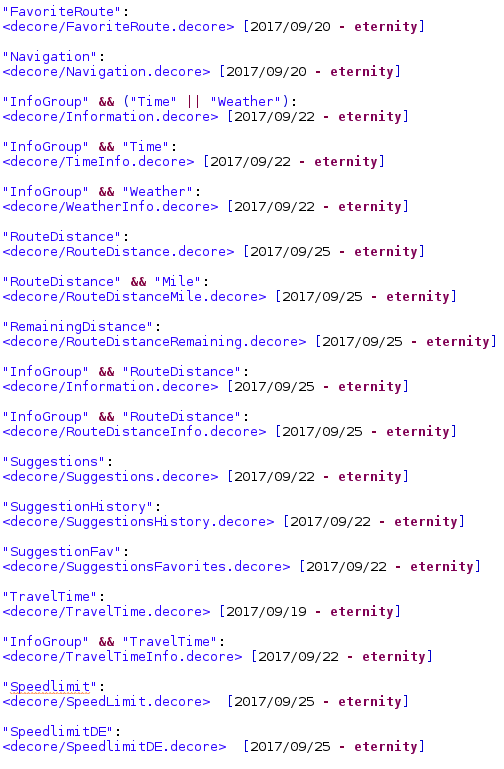 "FavoriteRoute":
<decore/FavoriteRoute.decore> [2017/09/20 - eternity]
"Navigation":
<decore/Navigation.decore> [2017/09/20 - eternity]
"InfoGroup" && ("Time" || "Weather"):
<decore/Information.decore> [2017/09/22 - eternity]
"InfoGroup" && "Time":
<decore/TimeInfo.decore> [2017/09/22 - eternity]
"InfoGroup" && "Weather":
<decore/WeatherInfo.decore> [2017/09/22 - eternity]
"RouteDistance":
<decore/RouteDistance.decore> [2017/09/25 - eternity]
"RouteDistance" && "Mile":
<decore/RouteDistanceMile.decore> [2017/09/25 - eternity]
"RemainingDistance":
<decore/RouteDistanceRemaining.decore> [2017/09/25 - eternity]
"InfoGroup" && "RouteDistance":
<decore/Information.decore> [2017/09/25 - eternity]
"InfoGroup" && "RouteDistance":
<decore/RouteDistanceInfo.decore> [2017/09/25 - eternity]
"Suggestions":
<decore/Suggestions.decore> [2017/09/22 - eternity]
"SuggestionHistory":
<decore/SuggestionsHistory.decore> [2017/09/22 - eternity]
"SuggestionFav":
<decore/SuggestionsFavorites.decore> [2017/09/22 - eternity]
"TravelTime":
<decore/TravelTime.decore> [2017/09/19 - eternity]
"InfoGroup" && "TravelTime":
<decore/TravelTimeInfo.decore> [2017/09/22 - eternity]
"Speedlimit":
<decore/SpeedLimit.decore>  [2017/09/25 - eternity]
"SpeedlimitDE":
<decore/SpeedlimitDE.decore>  [2017/09/25 - eternity]